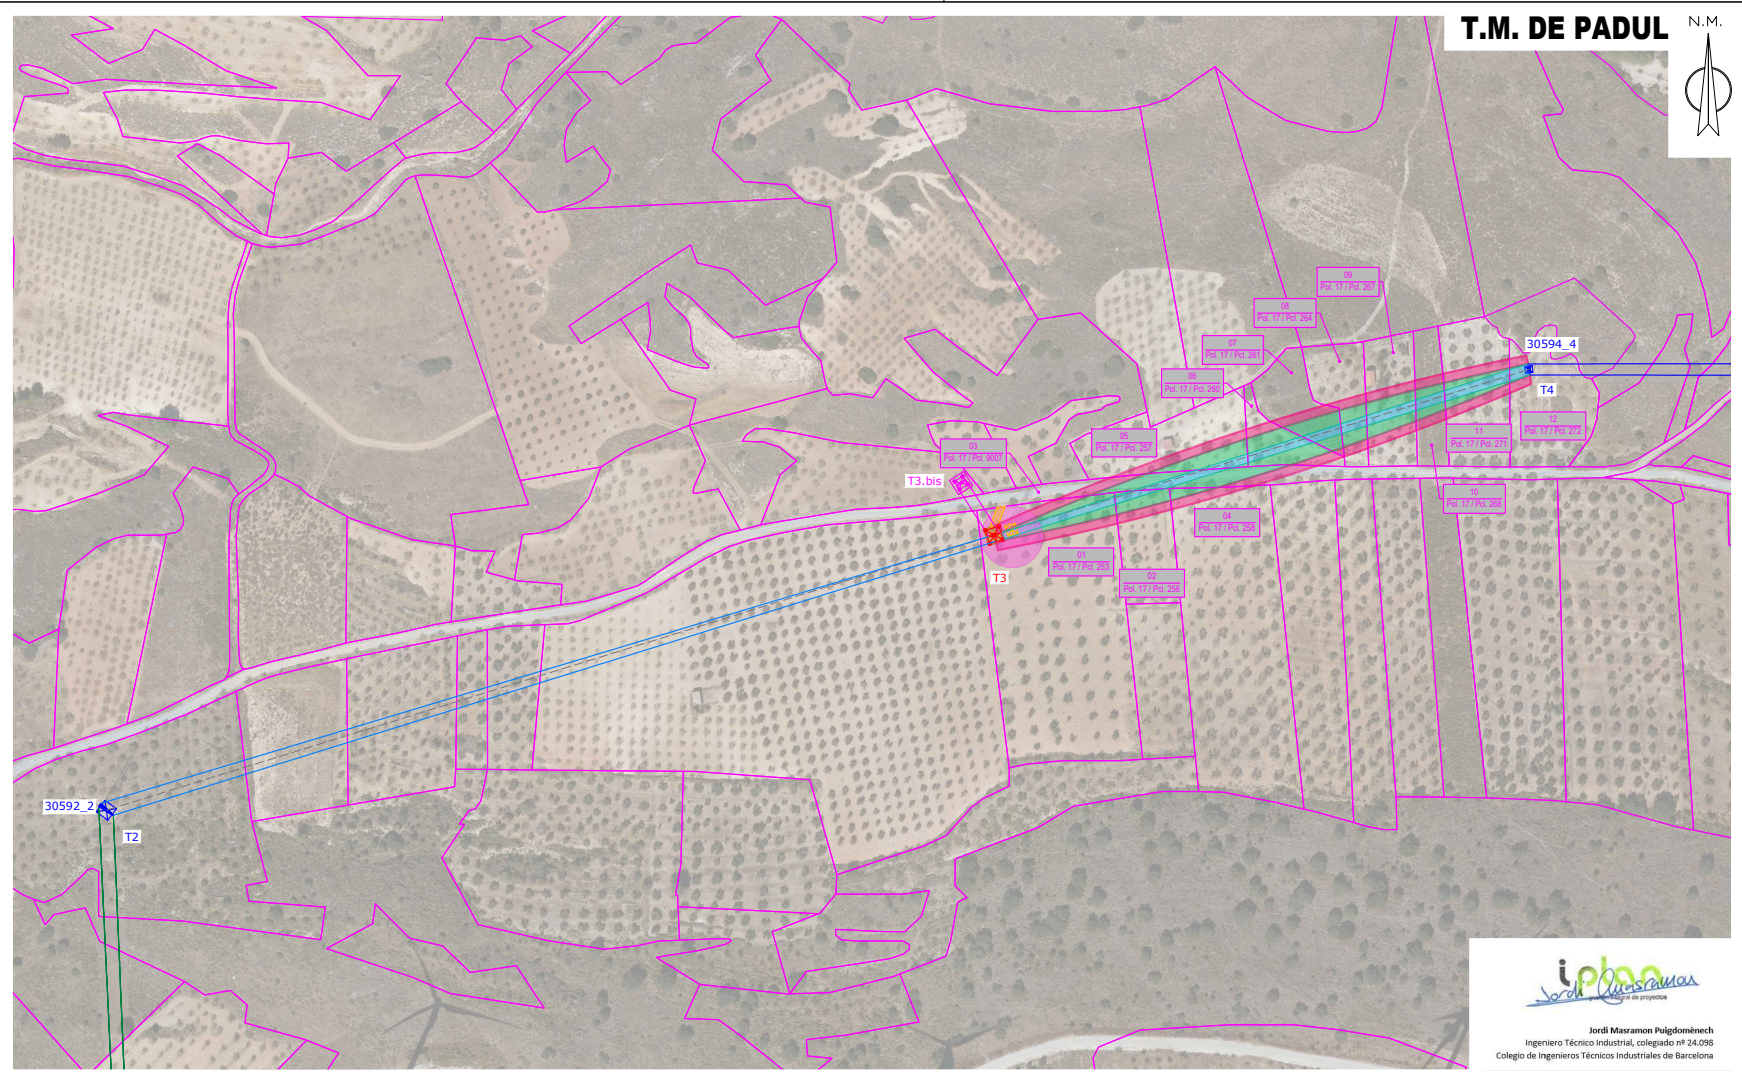 T.M. DE PADUL
N.M.
09
Pol. 17 / Pcl. 267
08
Pol. 17 / Pcl. 264
07
Pol. 17 / Pcl. 261
06
Pol. 17 / Pcl. 260
30594_4
T4
12
Pol. 17 / Pcl. 272
11
Pol. 17 / Pcl. 271
05
Pol. 17 / Pcl. 257
03
Pol. 17 / Pcl. 9007
T3.bis
10
Pol. 17 / Pcl. 268
04
Pol. 17 / Pcl. 258
01
Pol. 17 / Pcl. 253
T3
02
Pol. 17 / Pcl. 256
30592_2
T2
iplan
Jordi Masramon
Jordi Masramon Puigdomènech
Ingeniero Técnico Industrial, colegiado nº 24.098
Colegio de Ingenieros Técnicos Industriales de Barcelona